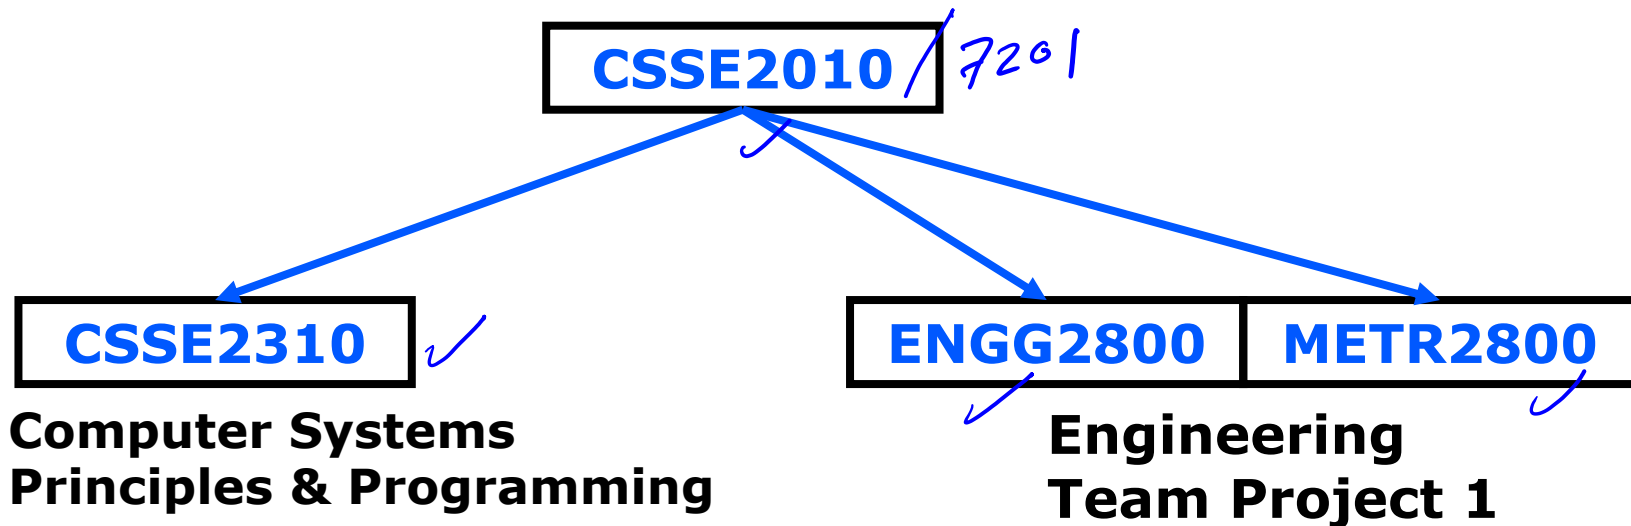 CSSE2010 /7201
CSSE2310
ENGG2800 METR2800
Computer Systems
Principles & Programming
Engineering
Team Project 1